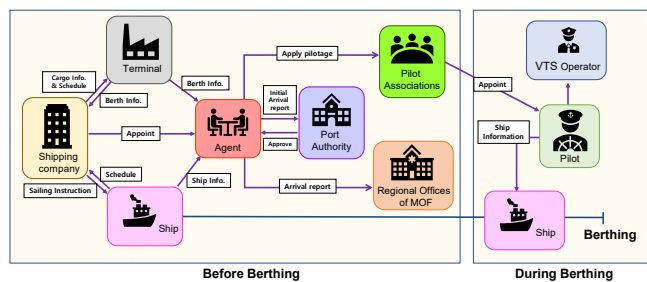 Terminal
Cargo Info.
& Schedule
Berth Info.
Berth Info.
Apply pilotage
Pilot
Associations
Appoint
VTS Operator
Shipping
company
Appoint
Agent
Initial
Arrival
report
Approve
Port
Authority
Ship
Information
Pilot
Schedule
Sailing Instruction
Ship Info.
Arrival report
Regional Offices
of MOF
Ship
Ship
Berthing
Before Berthing
During Berthing